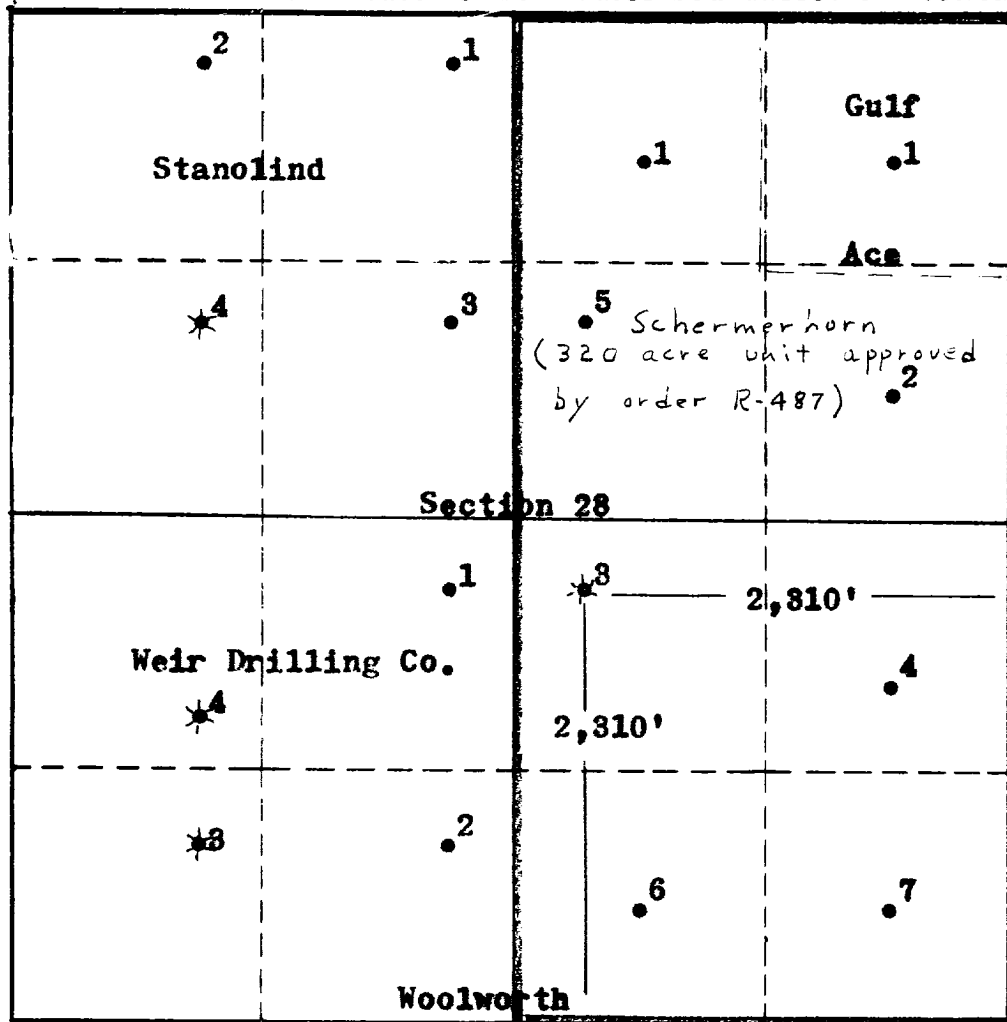 2 1
Gulf
1 1
Stanolind
Ace
4 3 5 Schermerhorn
(320 acre unit approved
2
by order R-487)
Section 28
1 3 2,310'
Weir Drilling Co. 4
4
2,310'
3 2
6 7
Woolworth